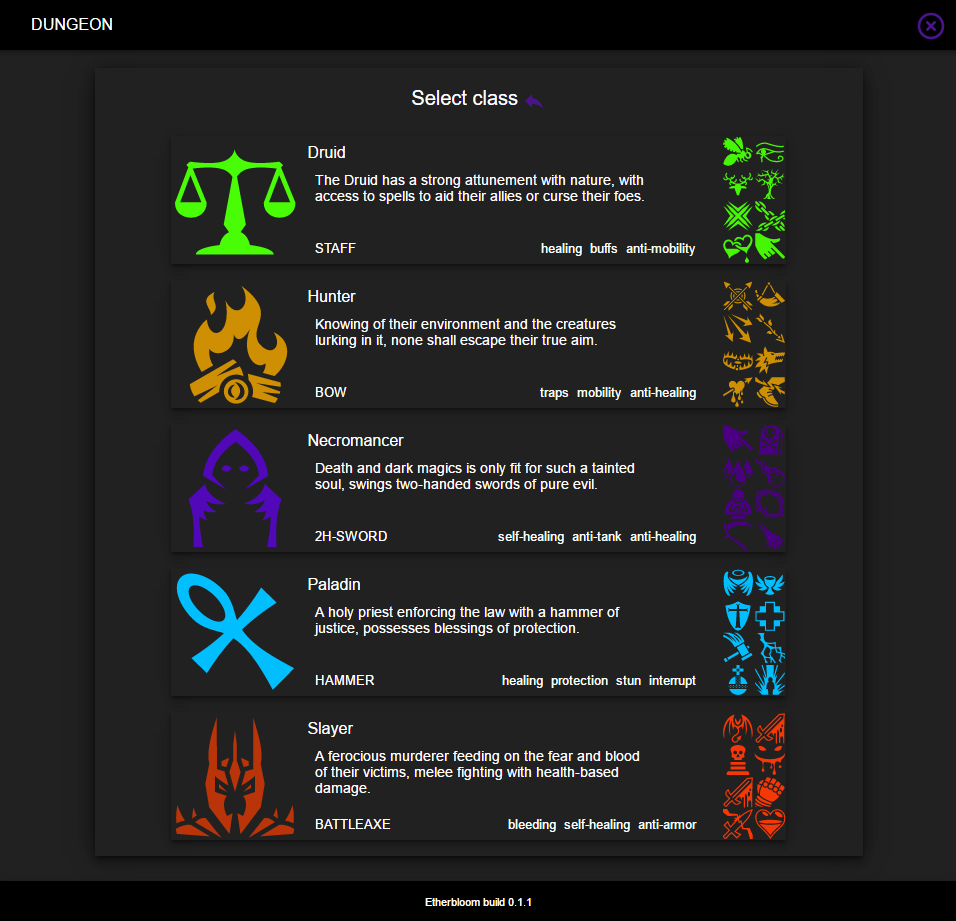 DUNGEON
Select class
Druid
The Druid has a strong attunement with nature, with
access to spells to aid their allies or curse their foes.
STAFF healing buffs anti-mobility
Hunter
Knowing of their environment and the creatures
lurking in it, none shall escape their true aim.
BOW traps mobility anti-healing
Necromancer
Death and dark magics is only fit for such a tainted
soul, swings two-handed swords of pure evil.
2H-SWORD self-healing anti-tank anti-healing
Paladin
A holy priest enforcing the law with a hammer of
justice, possesses blessings of protection.
HAMMER healing protection stun interrupt
Slayer
A ferocious murderer feeding on the fear and blood
of their victims, melee fighting with health-based
damage.
BATTLEAXE bleeding self-healing anti-armor
Etherbloom build 0.1.1